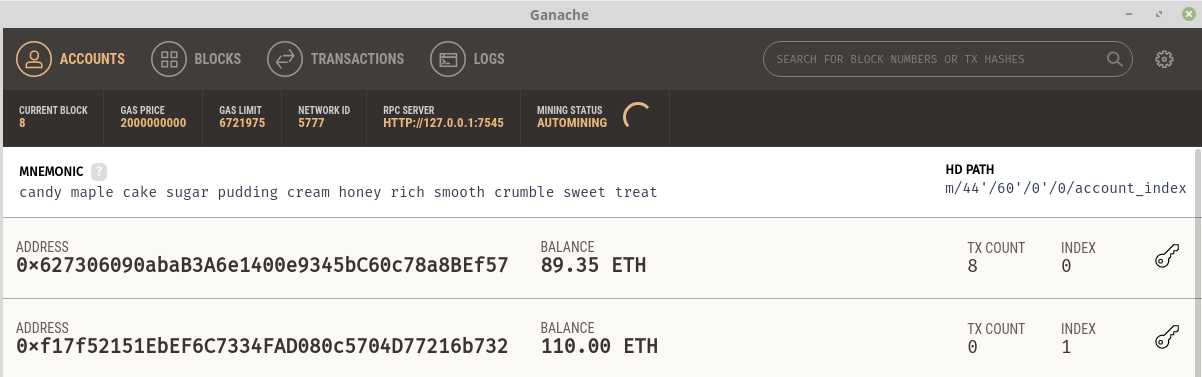 Ganache
ACCOUNTS BLOCKS TRANSACTIONS LOGS SEARCH FOR BLOCK NUMBERS OR TX HASHES
CURRENT BLOCK GAS PRICE GAS LIMIT NETWORK ID RPC SERVER MINING STATUS
8 2000000000 6721975 5777 HTTP://127.0.0.1:7545 AUTOMINING
MNEMONIC ? HD PATH
candy maple cake sugar pudding cream honey rich smooth crumble sweet treat m/44'/60'/0'/0/account_index
ADDRESS BALANCE TX COUNT INDEX
0×627306090abaB3A6e1400e9345bC60c78a8BEf57 89.35 ETH 8 0
ADDRESS BALANCE TX COUNT INDEX
0×f17f52151EbEF6C7334FAD080c5704D77216b732 110.00 ETH 0 1